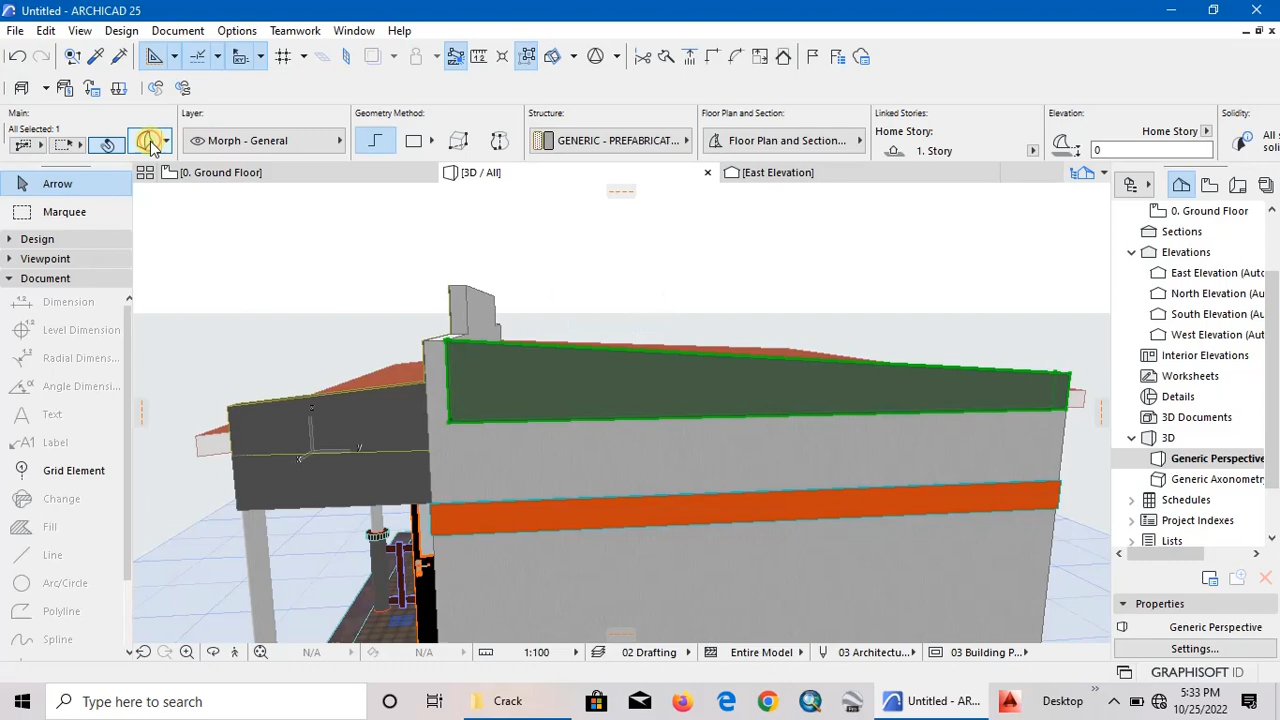 Untitled - ARCHICAD 25
File Edit View Design Document Options Teamwork Window Help
Main:
All Selected: 1
Layer:
Morph - General
Geometry Method:
Structure:
GENERIC - PREFABRICAT...
Floor Plan and Section:
Floor Plan and Section...
Linked Stories:
Home Story:
1. Story
Elevation:
Home Story
0
Solidity:
All s
soli
[0. Ground Floor]
[3D / All]
[East Elevation]
Arrow
Marquee
Design
Viewpoint
Document
Dimension
Level Dimension
Radial Dimens...
Angle Dimensi...
Text
Label
Grid Element
Change
Fill
Line
Arc/Circle
Polyline
Spline
z
y
x
0. Ground Floor
Sections
Elevations
East Elevation (Aut
North Elevation (Au
South Elevation (Au
West Elevation (Au
Interior Elevations
Worksheets
Details
3D Documents
3D
Generic Perspective
Generic Axonometr
Schedules
Project Indexes
Lists
Properties
Generic Perspective
Settings...
GRAPHISOFT ID
N/A
N/A
1:100
02 Drafting
Entire Model
03 Architectu...
03 Building P...
Type here to search
Crack
Untitled - AR...
Desktop
5:33 PM
10/25/2022